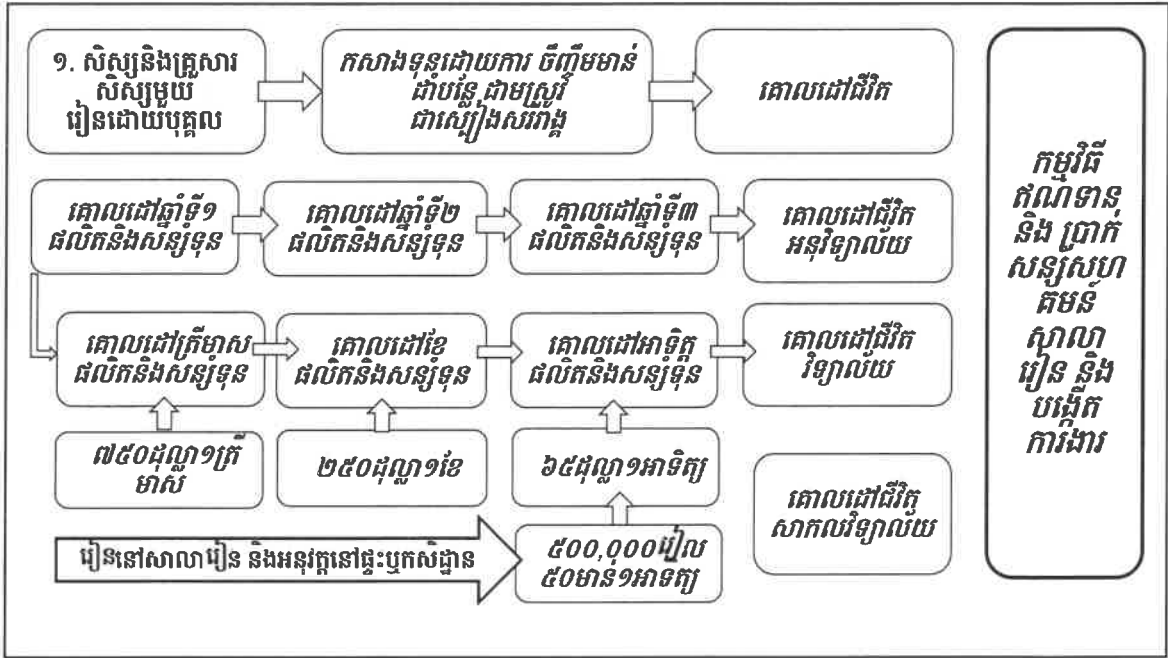 ១. សិស្សនិងគ្រួសារ
សិស្សមួយ
រៀនដោយបុគ្គល
កសាងទុនដោយការ ចិញ្ចឹមមាន់
ដាំបន្លែ ដាមស្រូវ
ជាស្បៀងសរីរាង្គ
គោលដៅជីវិត
គោលដៅឆ្នាំទី១
ផលិតនិងសន្សំទុន
គោលដៅឆ្នាំទី២
ផលិតនិងសន្សំទុន
គោលដៅឆ្នាំទី៣
ផលិតនិងសន្សំទុន
គោលដៅជីវិត
អនុវិទ្យាល័យ
គោលដៅត្រីមាស
ផលិតនិងសន្សំទុន
គោលដៅខែ
ផលិតនិងសន្សំទុន
គោលដៅអាទិត្ត
ផលិតនិងសន្សំទុន
គោលដៅជីវិត
វិទ្យាល័យ
៧៥០ដុល្លា១ត្រី
មាស
២៥០ដុល្លា១ខែ
៦៥ដុល្លា១អាទិត្យ
គោលដៅជីវិត
សាកលវិទ្យាល័យ
រៀននៅសាលារៀន និងអនុវត្តនៅផ្ទះឬកសិដ្ឋាន
៥០០,០០០រៀល
៥០មាន់១អាទត្យ
កម្មវិធី
ឥណទាន
និង ប្រាក់
សន្សំសហ
គមន៍
សាលា
រៀន និង
បង្កើត
ការងារ